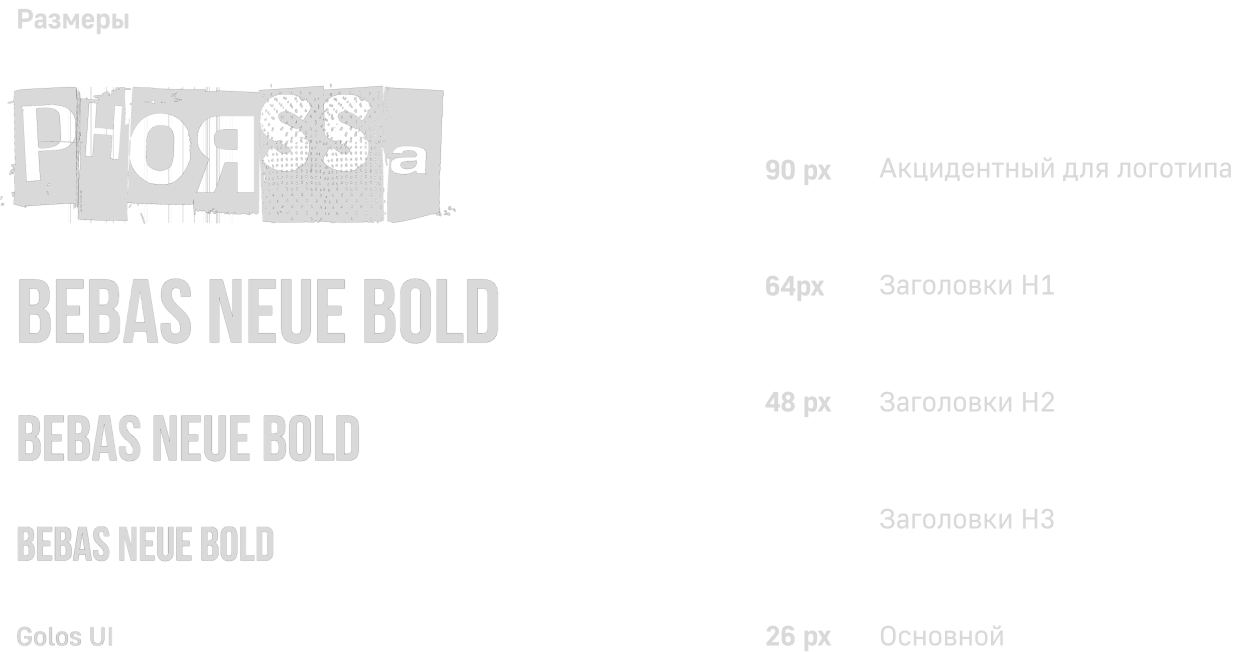 Размеры
PHOЯSSa 90 px Акцидентный для логотипа
BEBAS NEUE BOLD 64px Заголовки H1
BEBAS NEUE BOLD 48 px Заголовки H2
BEBAS NEUE BOLD Заголовки H3
Golos UI 26 px Основной